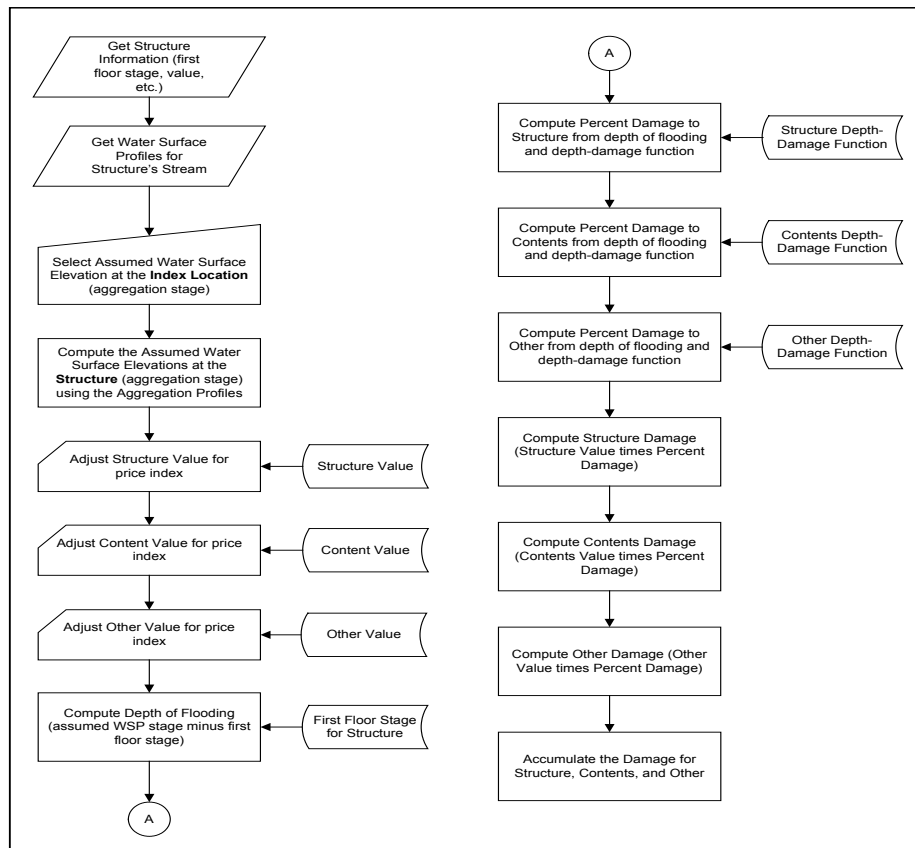 Get Structure
Information (first
floor stage, value,
etc.)
Get Water Surface
Profiles for
Structure's Stream
Select Assumed Water Surface
Elevation at the Index Location
(aggregation stage)
Compute the Assumed Water
Surface Elevations at the
Structure (aggregation stage)
using the Aggregation Profiles
Adjust Structure Value for
price index
Structure Value
Adjust Content Value for price
index
Content Value
Adjust Other Value for price
index
Other Value
Compute Depth of Flooding
(assumed WSP stage minus first
floor stage)
First Floor Stage
for Structure
A
A
Compute Percent Damage to
Structure from depth of flooding
and depth-damage function
Structure Depth-
Damage Function
Compute Percent Damage to
Contents from depth of flooding
and depth-damage function
Contents Depth-
Damage Function
Compute Percent Damage to
Other from depth of flooding and
depth-damage function
Other Depth-
Damage Function
Compute Structure Damage
(Structure Value times Percent
Damage)
Compute Contents Damage
(Contents Value times Percent
Damage)
Compute Other Damage (Other
Value times Percent Damage)
Accumulate the Damage for
Structure, Contents, and Other